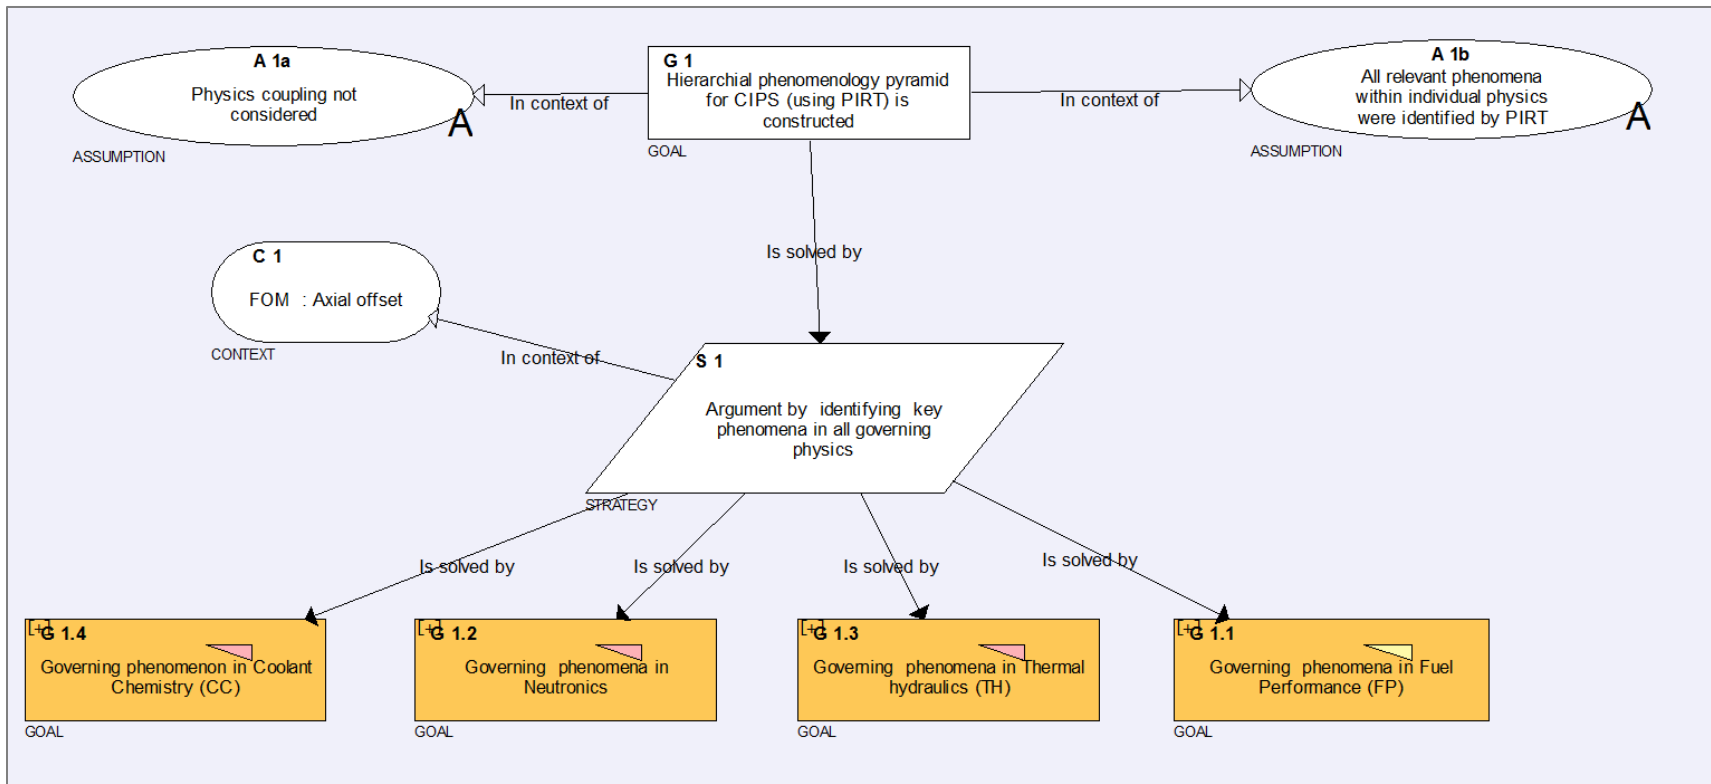 A 1a
Physics coupling not
considered
A
ASSUMPTION
In context of
G 1
Hierarchial phenomenology pyramid
for CIPS (using PIRT) is
constructed
GOAL
In context of
A 1b
All relevant phenomena
within individual physics
were identified by PIRT
A
ASSUMPTION
Is solved by
C 1
FOM : Axial offset
CONTEXT
In context of
S 1
Argument by identifying key
phenomena in all governing
physics
STRATEGY
Is solved by
Is solved by
Is solved by
Is solved by
[+] G 1.4
Governing phenomenon in Coolant
Chemistry (CC)
GOAL
[+] G 1.2
Governing phenomena in
Neutronics
GOAL
[+] G 1.3
Governing phenomena in Thermal
hydraulics (TH)
GOAL
[+] G 1.1
Governing phenomena in Fuel
Performance (FP)
GOAL